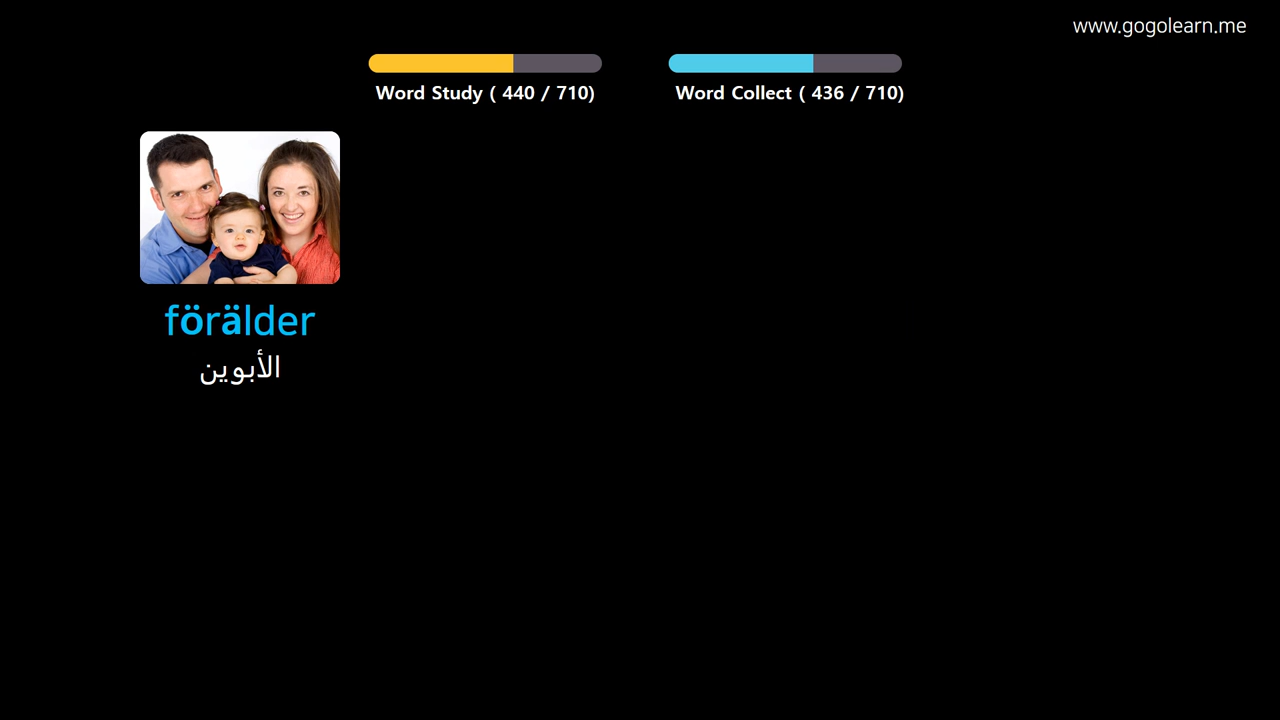 www.gogolearn.me
Word Study ( 440 / 710)
Word Collect ( 436 / 710)
förälder
الأبوين